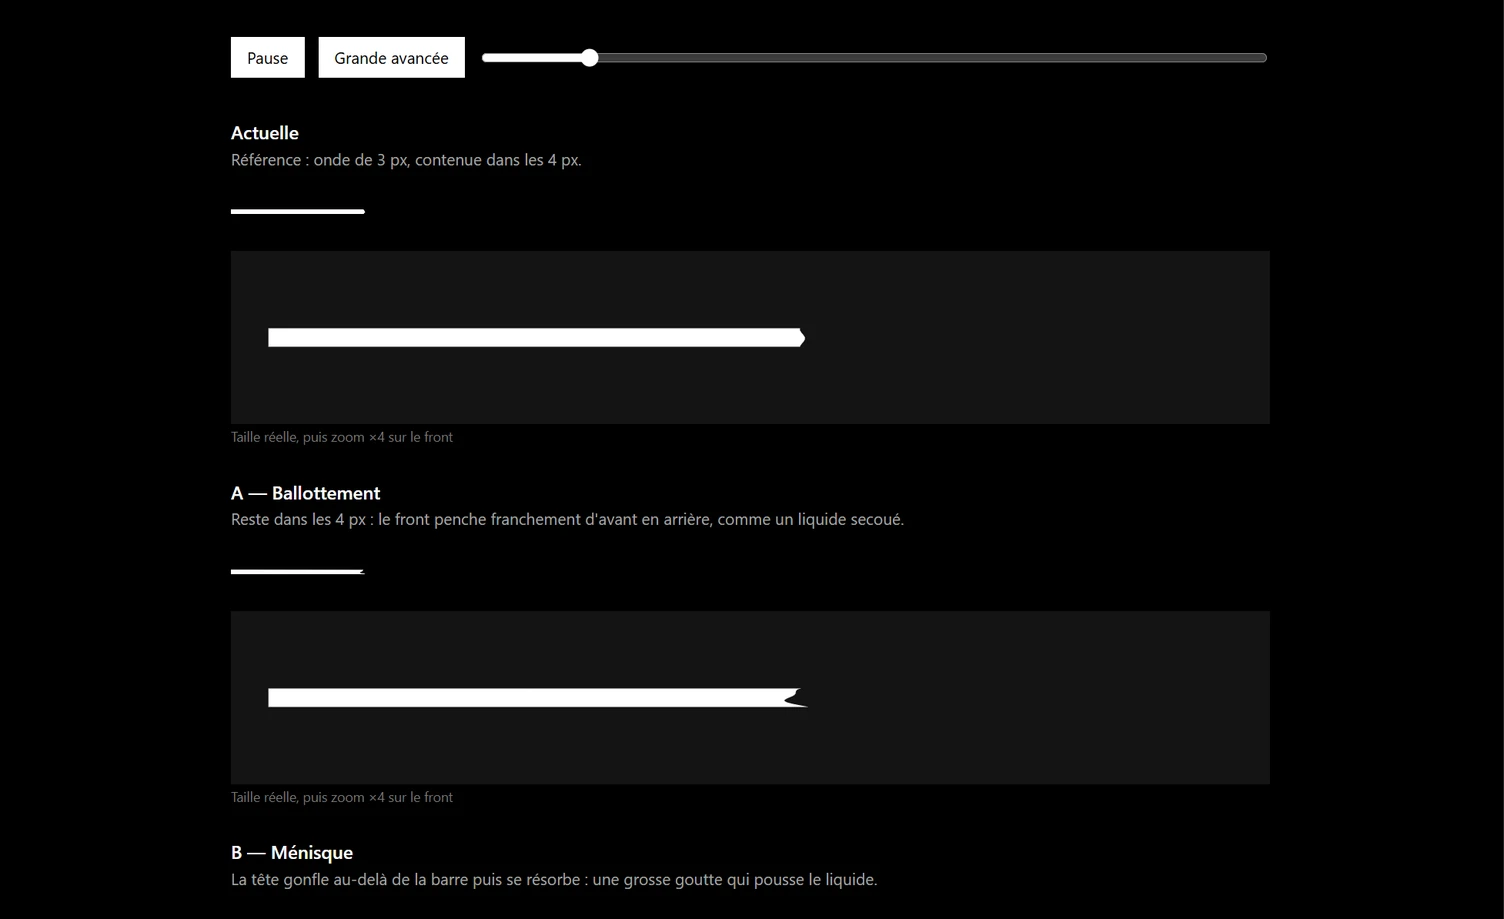 Pause
Grande avancée
Actuelle
Référence : onde de 3 px, contenue dans les 4 px.
Taille réelle, puis zoom ×4 sur le front
A — Ballottement
Reste dans les 4 px : le front penche franchement d'avant en arrière, comme un liquide secoué.
Taille réelle, puis zoom ×4 sur le front
B — Ménisque
La tête gonfle au-delà de la barre puis se résorbe : une grosse goutte qui pousse le liquide.